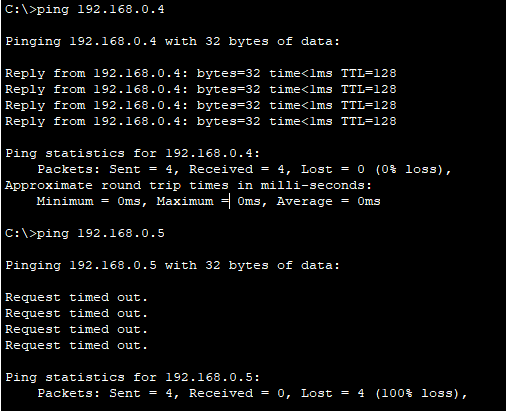 C:\>ping 192.168.0.4
Pinging 192.168.0.4 with 32 bytes of data:
Reply from 192.168.0.4: bytes=32 time<1ms TTL=128
Reply from 192.168.0.4: bytes=32 time<1ms TTL=128
Reply from 192.168.0.4: bytes=32 time<1ms TTL=128
Reply from 192.168.0.4: bytes=32 time<1ms TTL=128
Ping statistics for 192.168.0.4:
Packets: Sent = 4, Received = 4, Lost = 0 (0% loss),
Approximate round trip times in milli-seconds:
Minimum = 0ms, Maximum = 0ms, Average = 0ms
C:\>ping 192.168.0.5
Pinging 192.168.0.5 with 32 bytes of data:
Request timed out.
Request timed out.
Request timed out.
Request timed out.
Ping statistics for 192.168.0.5:
Packets: Sent = 4, Received = 0, Lost = 4 (100% loss),